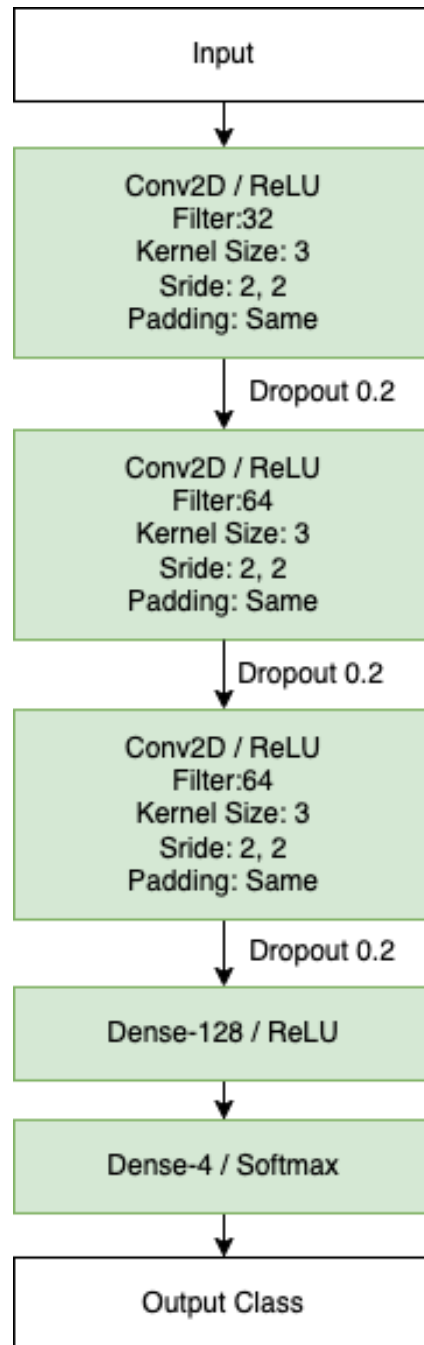 Input
Conv2D / ReLU
Filter:32
Kernel Size: 3
Sride: 2, 2
Padding: Same
Dropout 0.2
Conv2D / ReLU
Filter:64
Kernel Size: 3
Sride: 2, 2
Padding: Same
Dropout 0.2
Conv2D / ReLU
Filter:64
Kernel Size: 3
Sride: 2, 2
Padding: Same
Dropout 0.2
Dense-128 / ReLU
Dense-4 / Softmax
Output Class